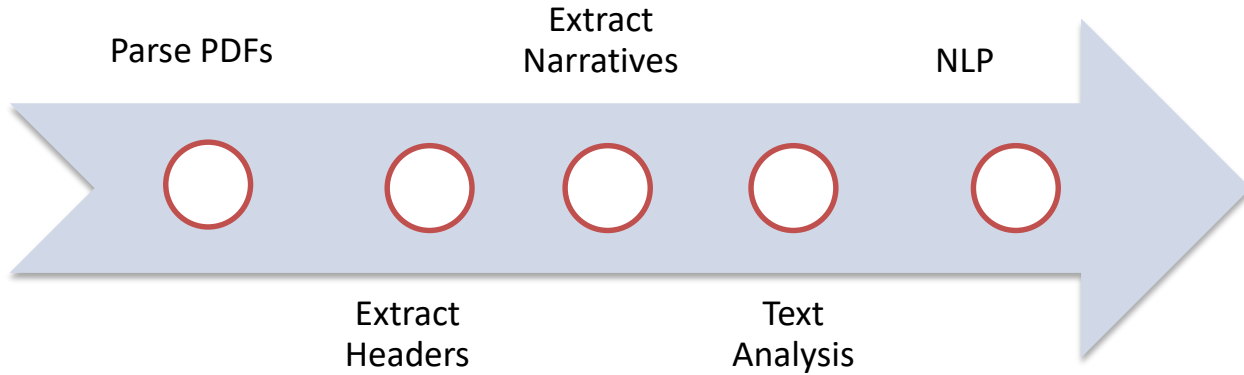 Parse PDFs
Extract
Headers
Extract
Narratives
Text
Analysis
NLP